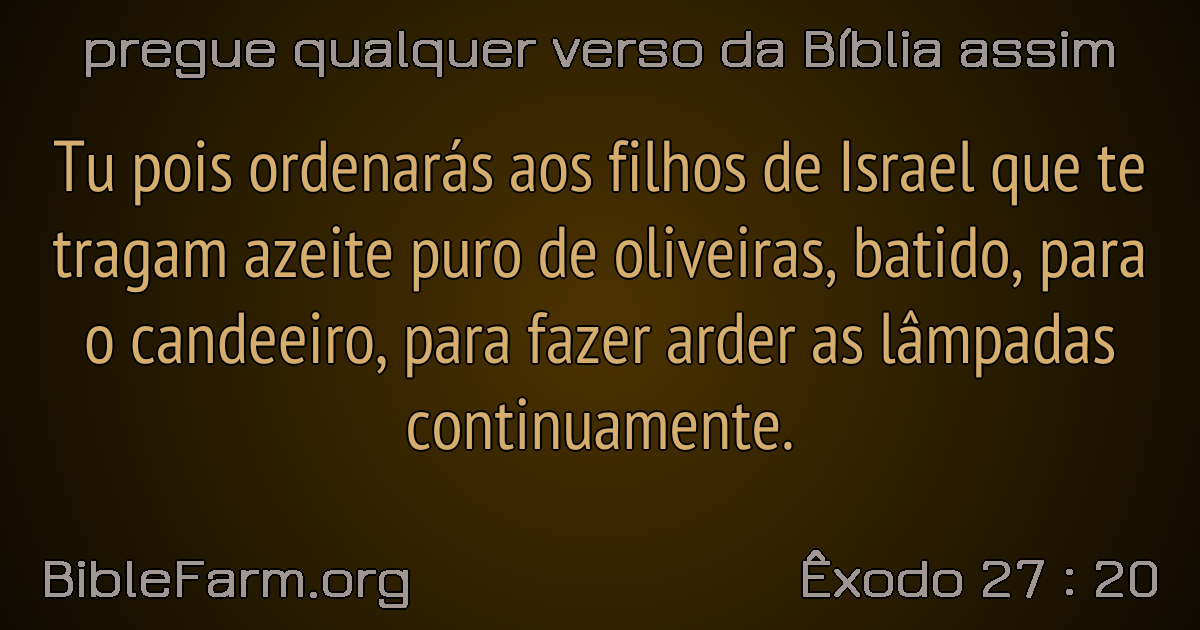 pregue qualquer verso da Bíblia assim
Tu pois ordenarás aos filhos de Israel que te
tragam azeite puro de oliveiras, batido, para
o candeeiro, para fazer arder as lâmpadas
continuamente.
BibleFarm.org
Êxodo 27 : 20